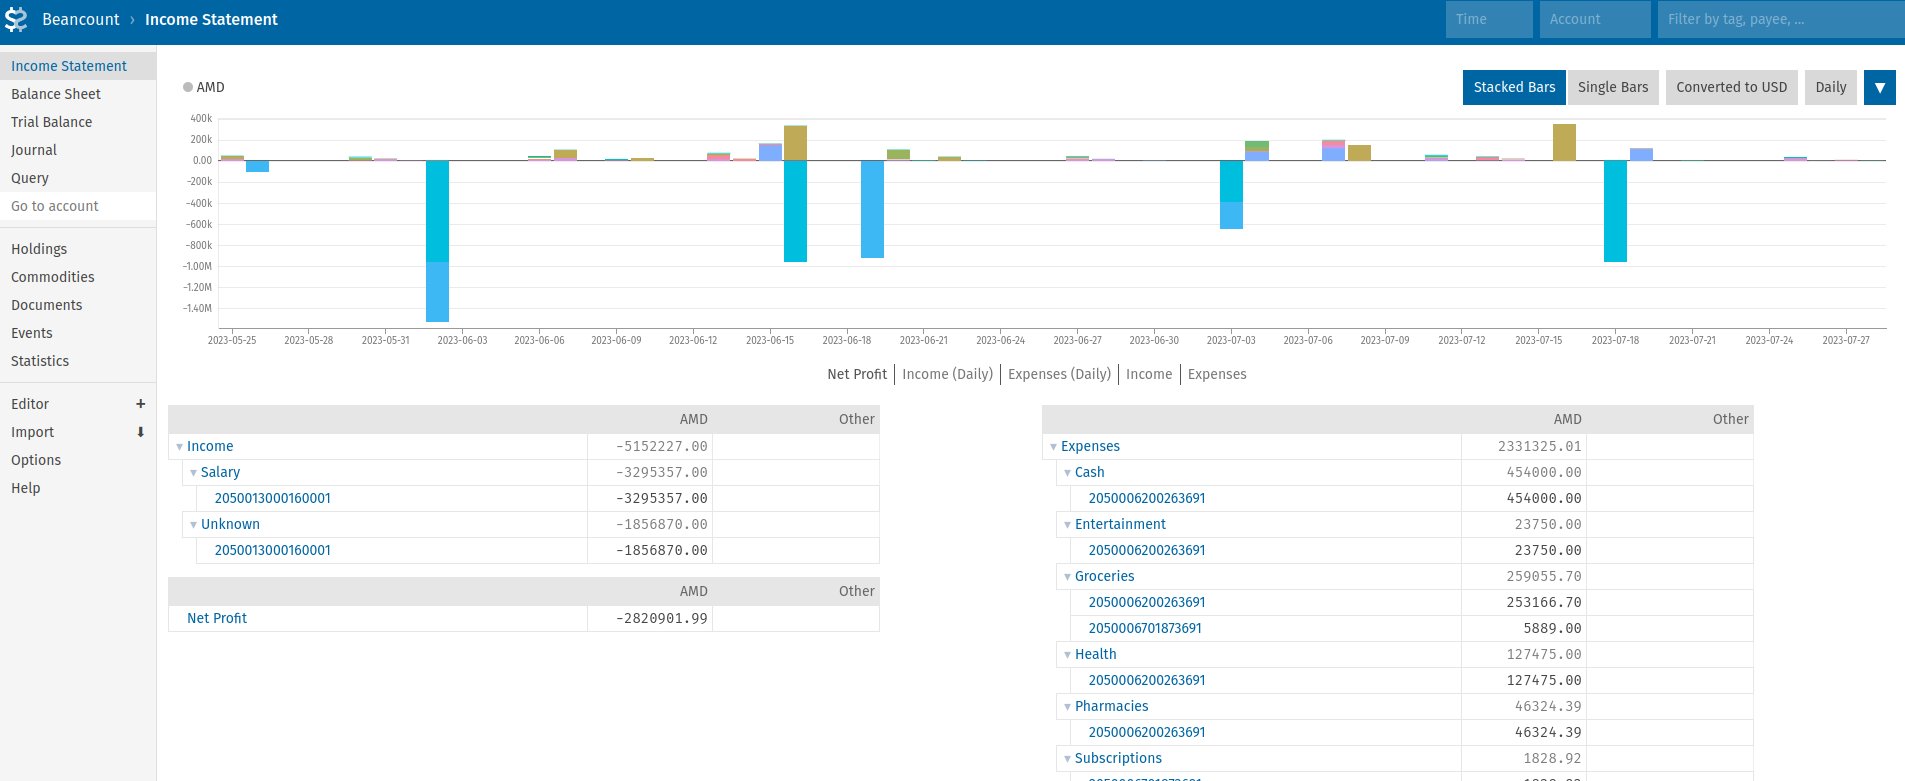 Beancount › Income Statement
Time
Account
Filter by tag, payee, ...
Income Statement
Balance Sheet
Trial Balance
Journal
Query
Go to account
Holdings
Commodities
Documents
Events
Statistics
Editor +
Import
Options
Help
AMD
Stacked Bars
Single Bars
Converted to USD
Daily
▼
400k
200k
0.00
−200k
−400k
−600k
−800k
−1.00M
−1.20M
−1.40M
2023-05-25 2023-05-28 2023-05-31 2023-06-03 2023-06-06 2023-06-09 2023-06-12 2023-06-15 2023-06-18 2023-06-21 2023-06-24 2023-06-27 2023-06-30 2023-07-03 2023-07-06 2023-07-09 2023-07-12 2023-07-15 2023-07-18 2023-07-21 2023-07-24 2023-07-27
Net Profit | Income (Daily) | Expenses (Daily) | Income | Expenses
AMD Other
Income -5152227.00
Salary -3295357.00
2050013000160001 -3295357.00
Unknown -1856870.00
2050013000160001 -1856870.00
AMD Other
Net Profit -2820901.99
AMD Other
Expenses 2331325.01
Cash 454000.00
2050006200263691 454000.00
Entertainment 23750.00
2050006200263691 23750.00
Groceries 259055.70
2050006200263691 253166.70
2050006701873691 5889.00
Health 127475.00
2050006200263691 127475.00
Pharmacies 46324.39
2050006200263691 46324.39
Subscriptions 1828.92